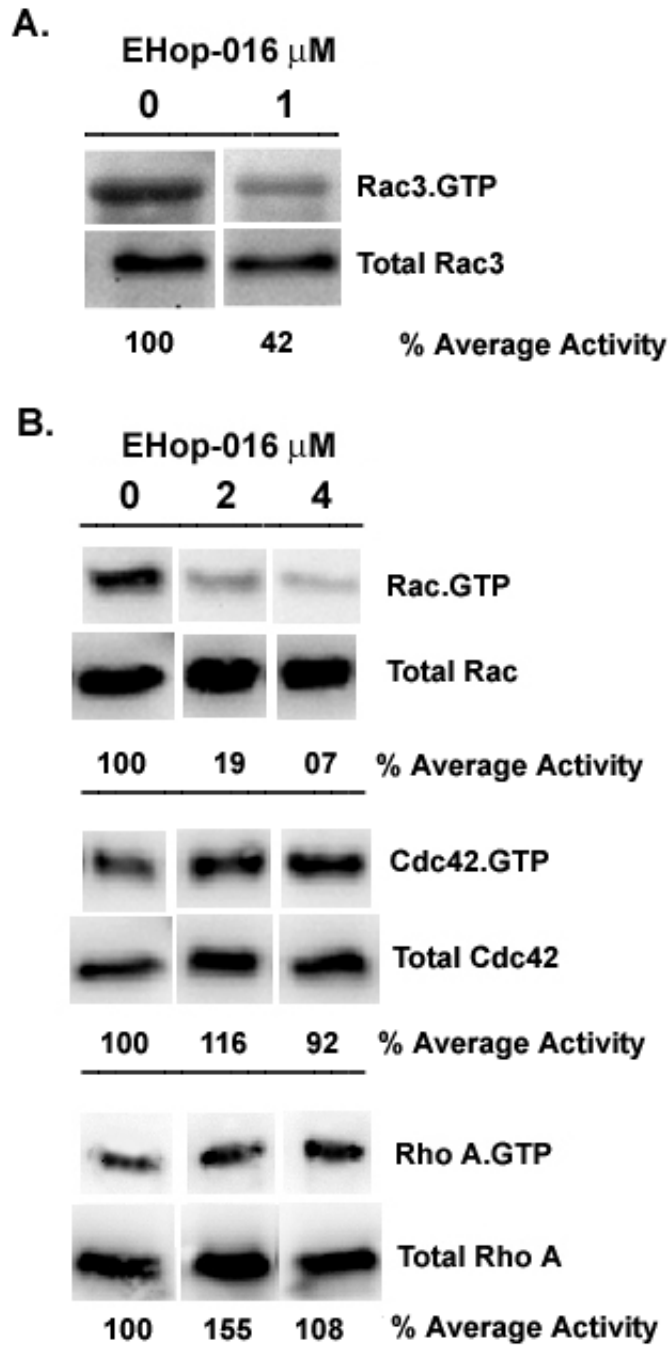 A.
EHop-016 μM
0 1
Rac3.GTP
Total Rac3
100 42 % Average Activity
B.
EHop-016 μM
0 2 4
Rac.GTP
Total Rac
100 19 07 % Average Activity
Cdc42.GTP
Total Cdc42
100 116 92 % Average Activity
Rho A.GTP
Total Rho A
100 155 108 % Average Activity